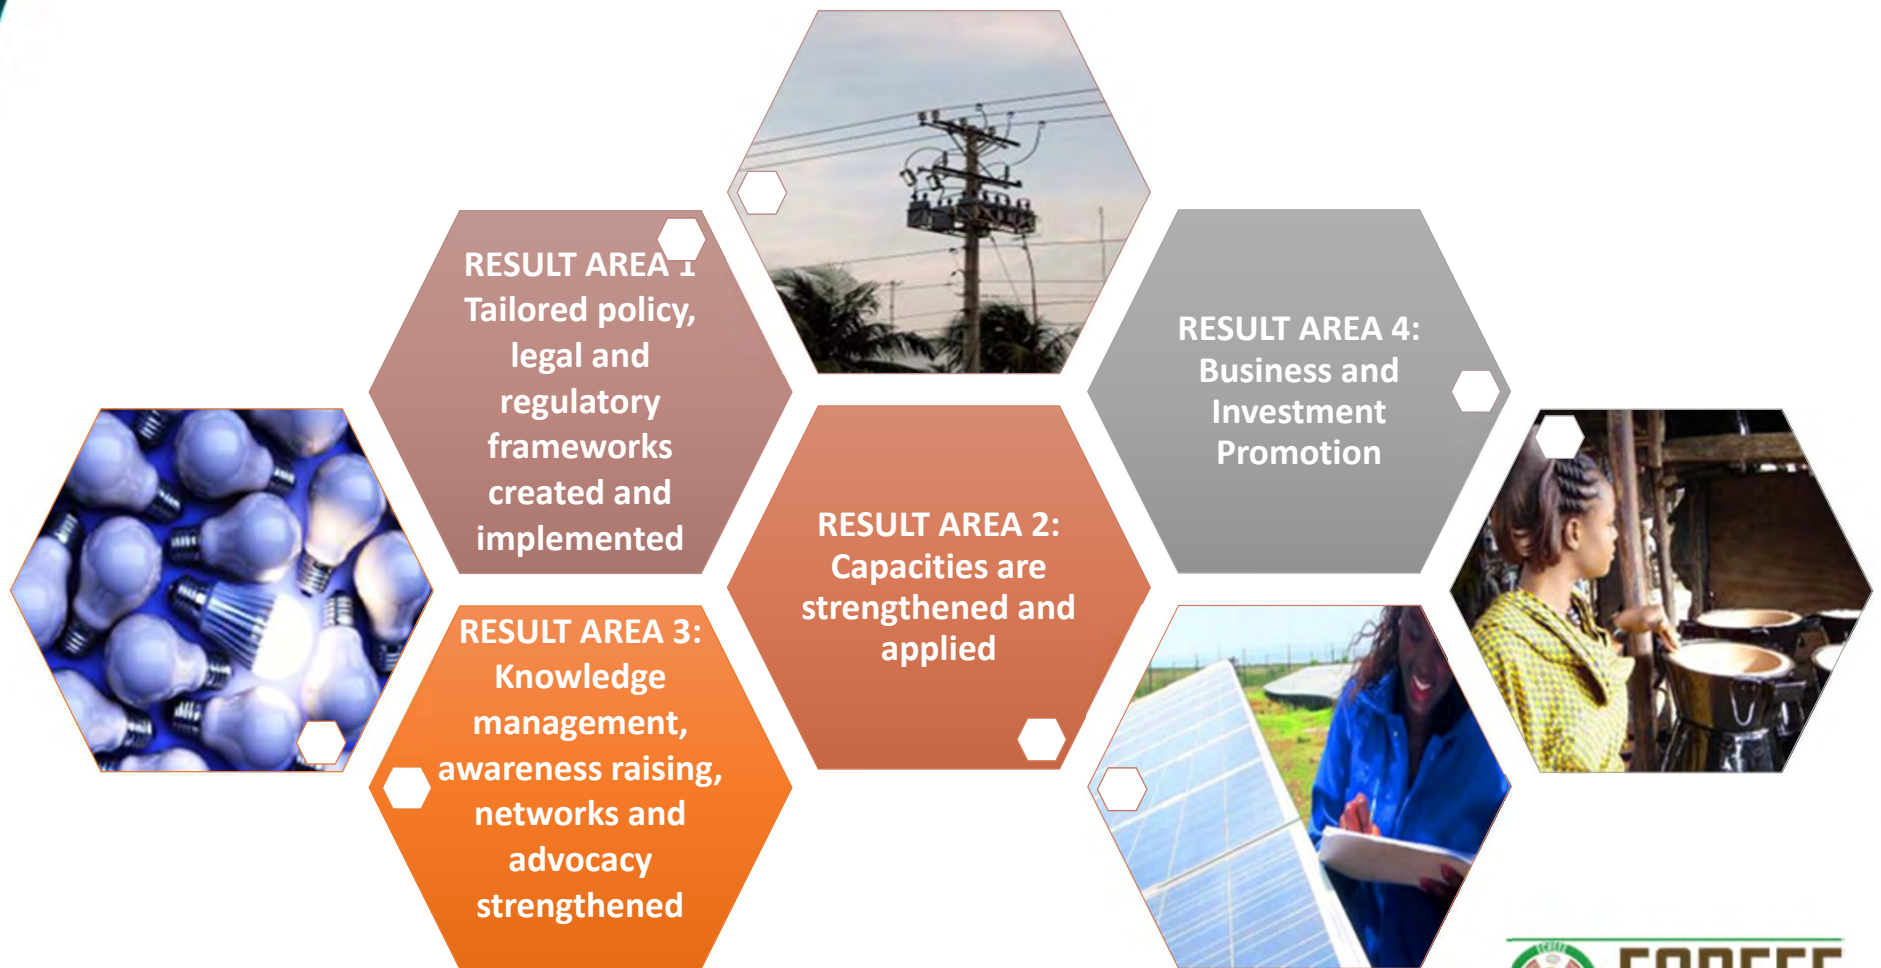 RESULT AREA 1
Tailored policy,
legal and
regulatory
frameworks
created and
implemented
RESULT AREA 2:
Capacities are
strengthened and
applied
RESULT AREA 3:
Knowledge
management,
awareness raising,
networks and
advocacy
strengthened
RESULT AREA 4:
Business and
Investment
Promotion